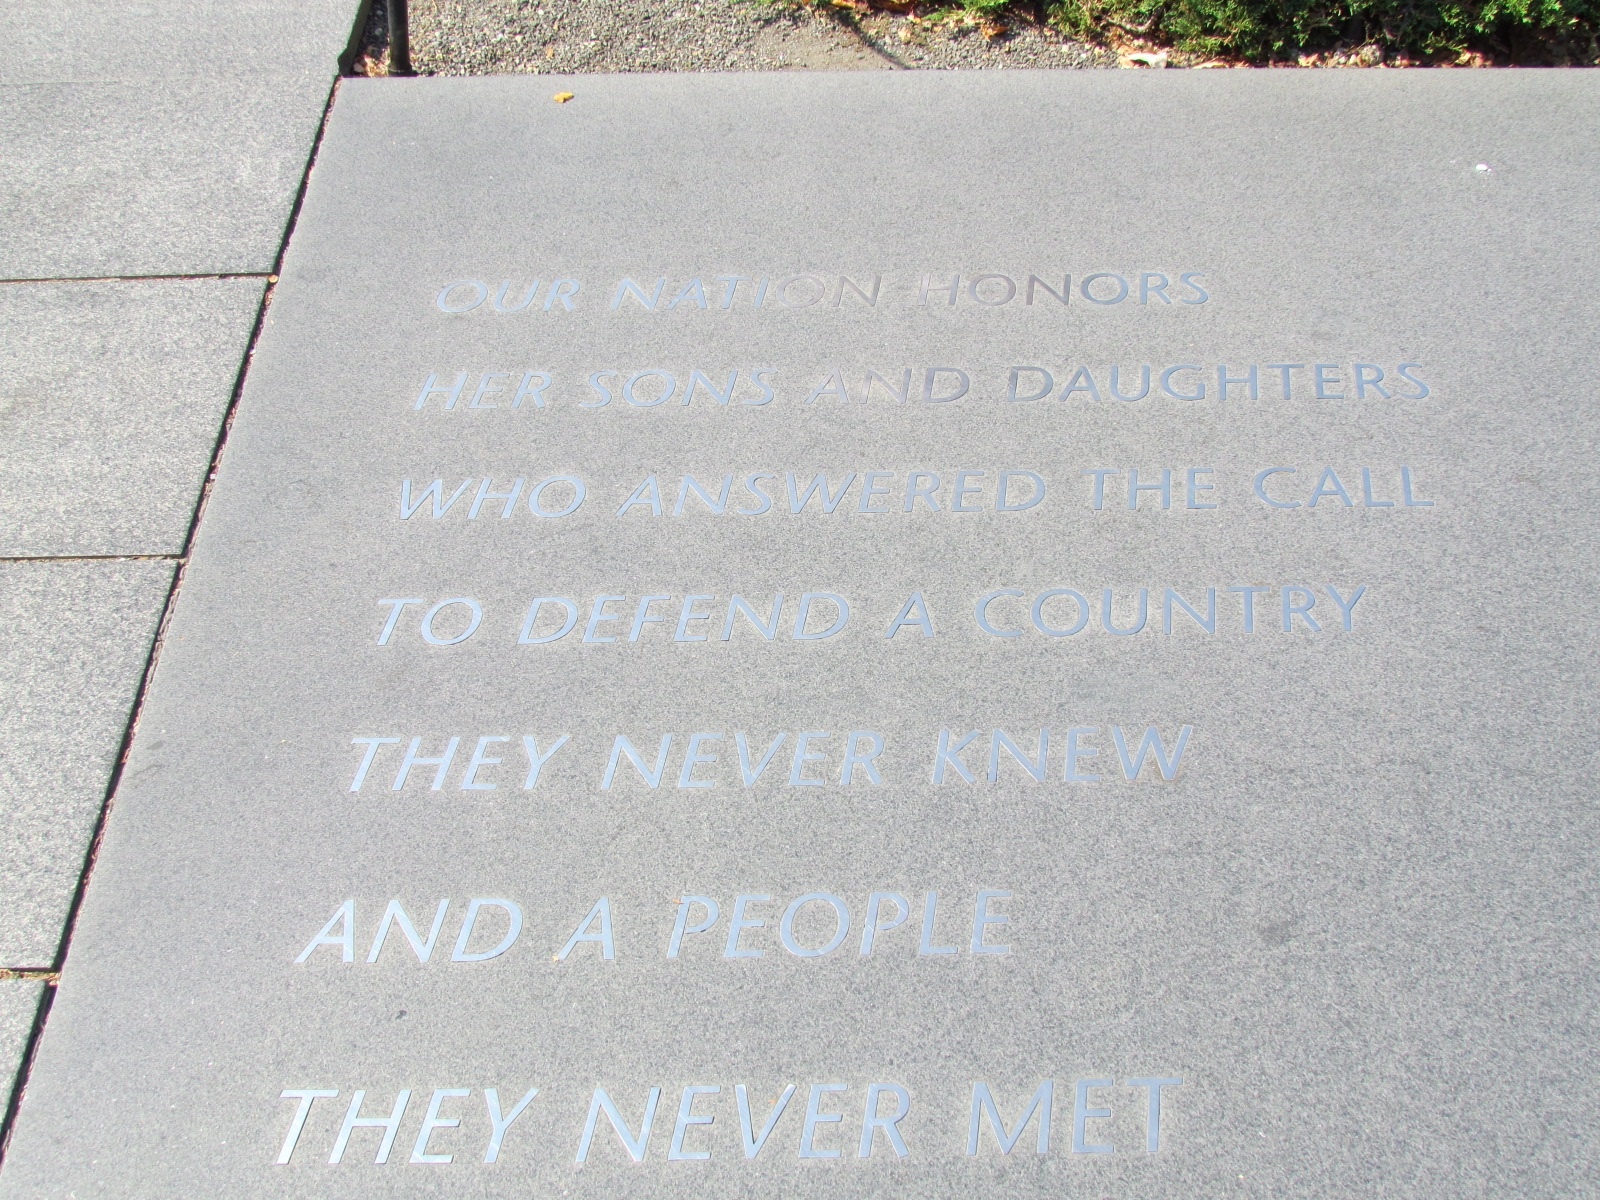 OUR NATION HONORS
HER SONS AND DAUGHTERS
WHO ANSWERED THE CALL
TO DEFEND A COUNTRY
THEY NEVER KNEW
AND A PEOPLE
THEY NEVER MET